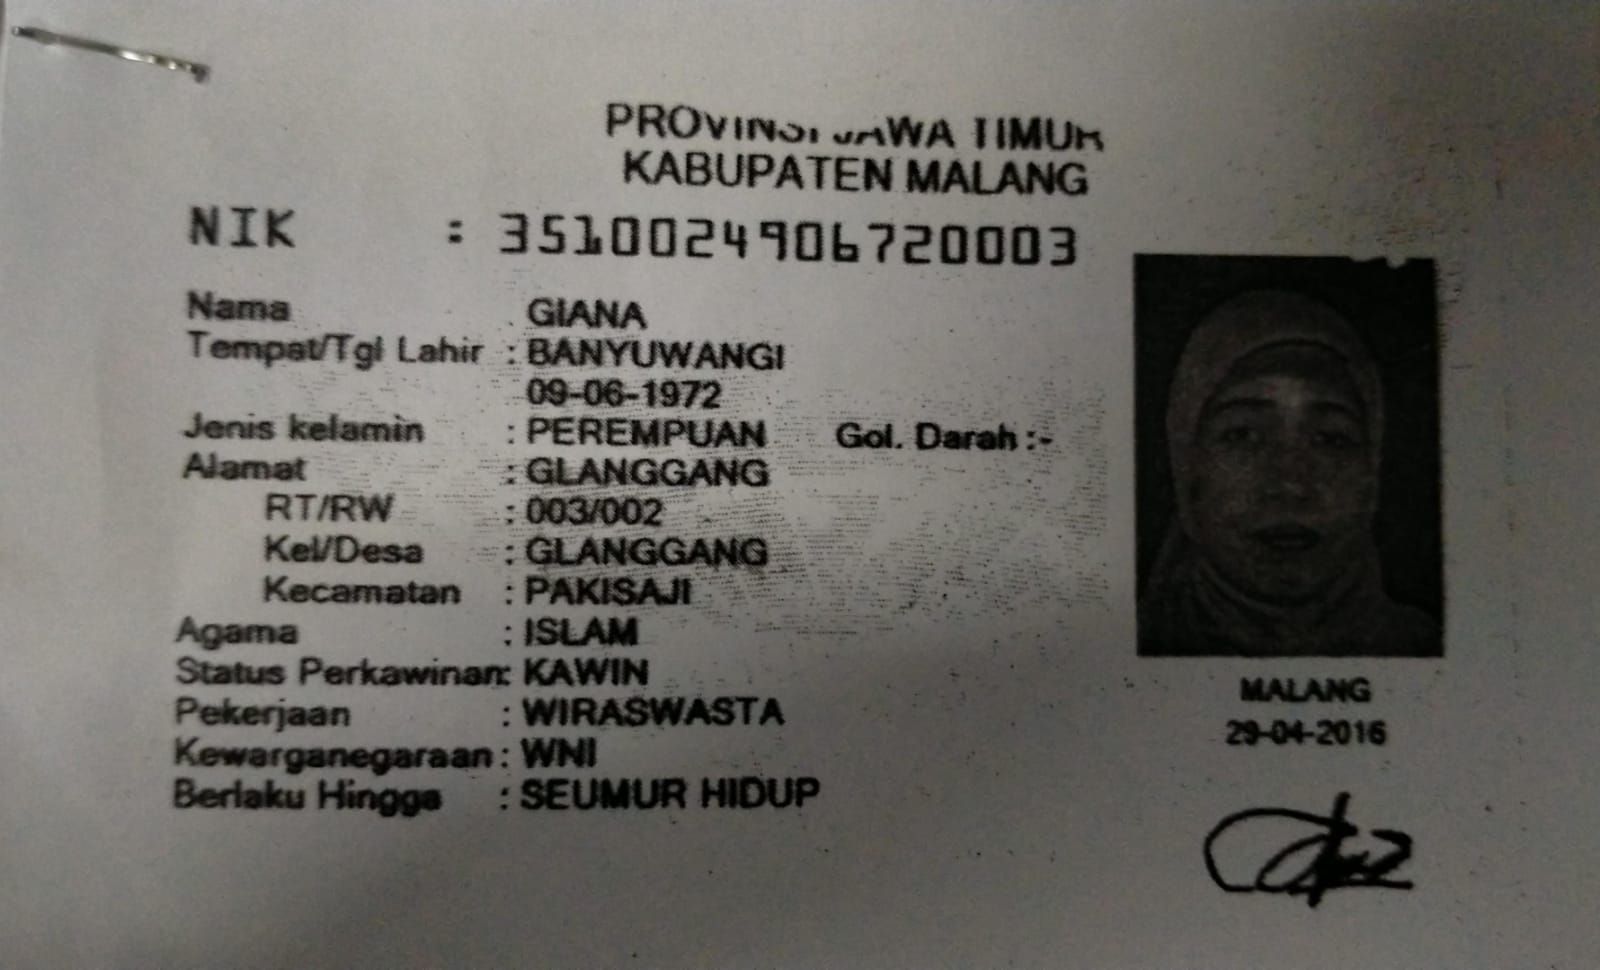 PROVINSI JAWA TIMUR
KABUPATEN MALANG
NIK : 3510024906720003
Nama : GIANA
Tempat/Tgl Lahir : BANYUWANGI
09-06-1972
Jenis kelamin : PEREMPUAN Gol. Darah :-
Alamat : GLANGGANG
RT/RW : 003/002
Kel/Desa : GLANGGANG
Kecamatan : PAKISAJI
Agama : ISLAM
Status Perkawinan: KAWIN
Pekerjaan : WIRASWASTA
Kewarganegaraan : WNI
Berlaku Hingga : SEUMUR HIDUP
MALANG
29-04-2016